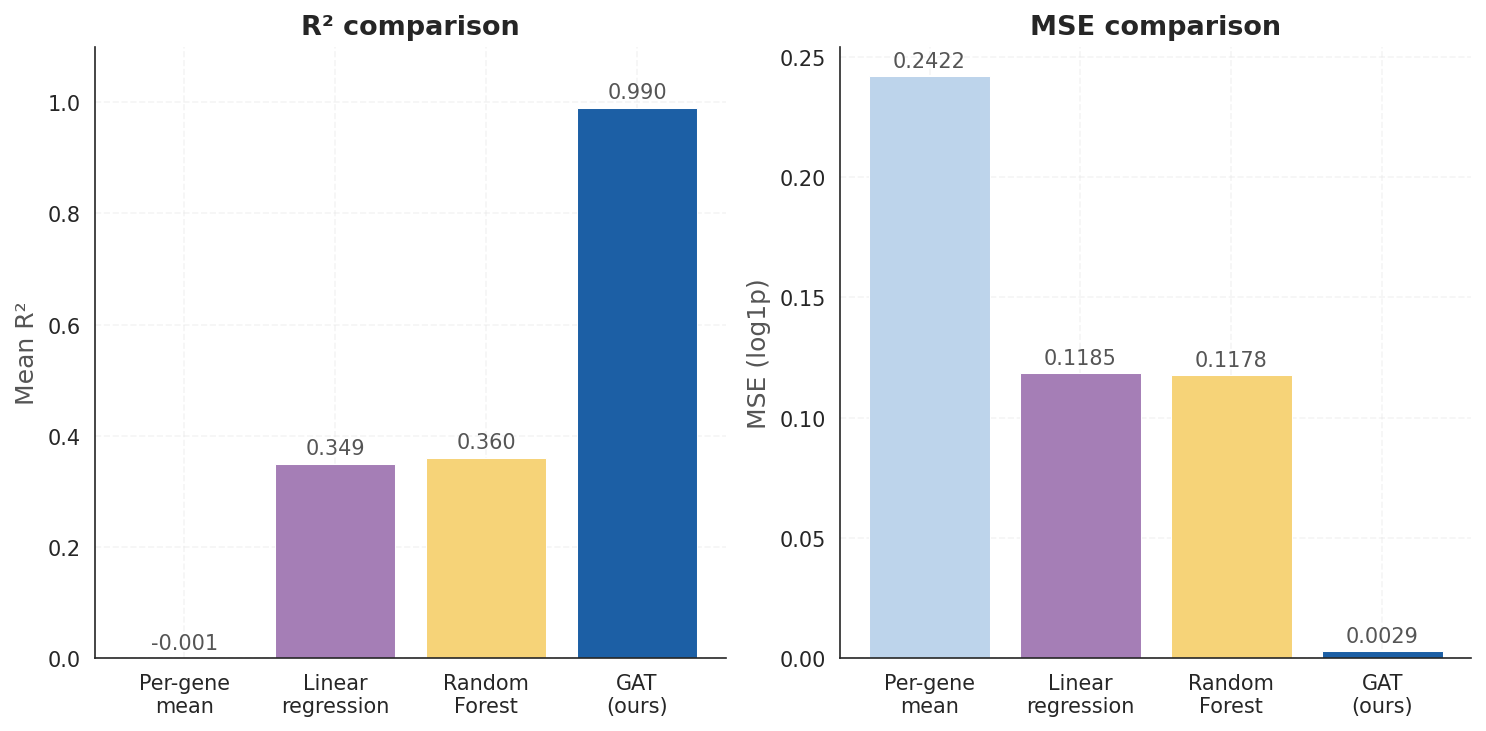 R² comparison
Mean R²
1.0
0.8
0.6
0.4
0.2
0.0
-0.001
0.349
0.360
0.990
Per-gene
mean
Linear
regression
Random
Forest
GAT
(ours)
MSE comparison
MSE (log1p)
0.25
0.20
0.15
0.10
0.05
0.00
0.2422
0.1185
0.1178
0.0029
Per-gene
mean
Linear
regression
Random
Forest
GAT
(ours)